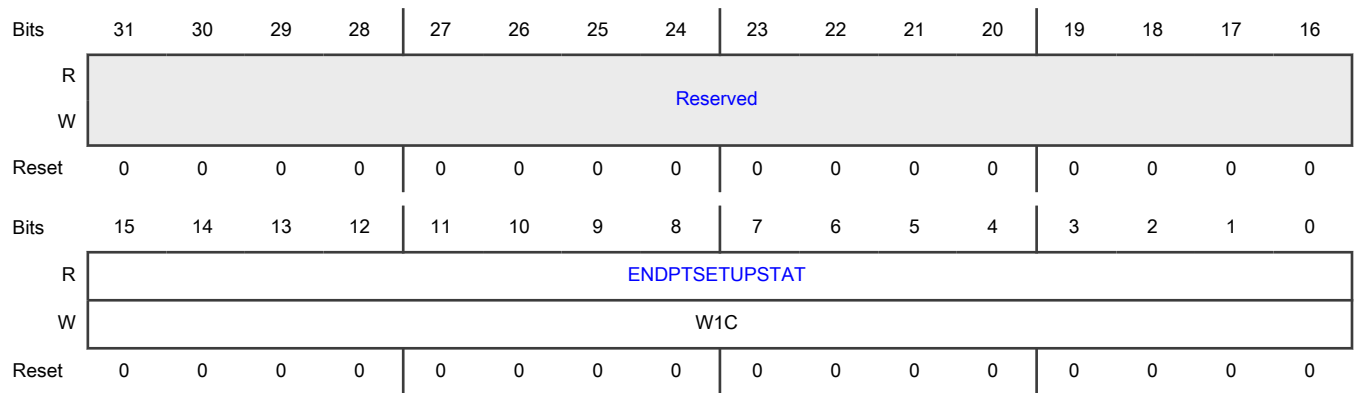 Bits 31 30 29 28 27 26 25 24 23 22 21 20 19 18 17 16
R
Reserved
W
Reset 0 0 0 0 0 0 0 0 0 0 0 0 0 0 0 0
Bits 15 14 13 12 11 10 9 8 7 6 5 4 3 2 1 0
R ENDPTSETUPSTAT
W W1C
Reset 0 0 0 0 0 0 0 0 0 0 0 0 0 0 0 0